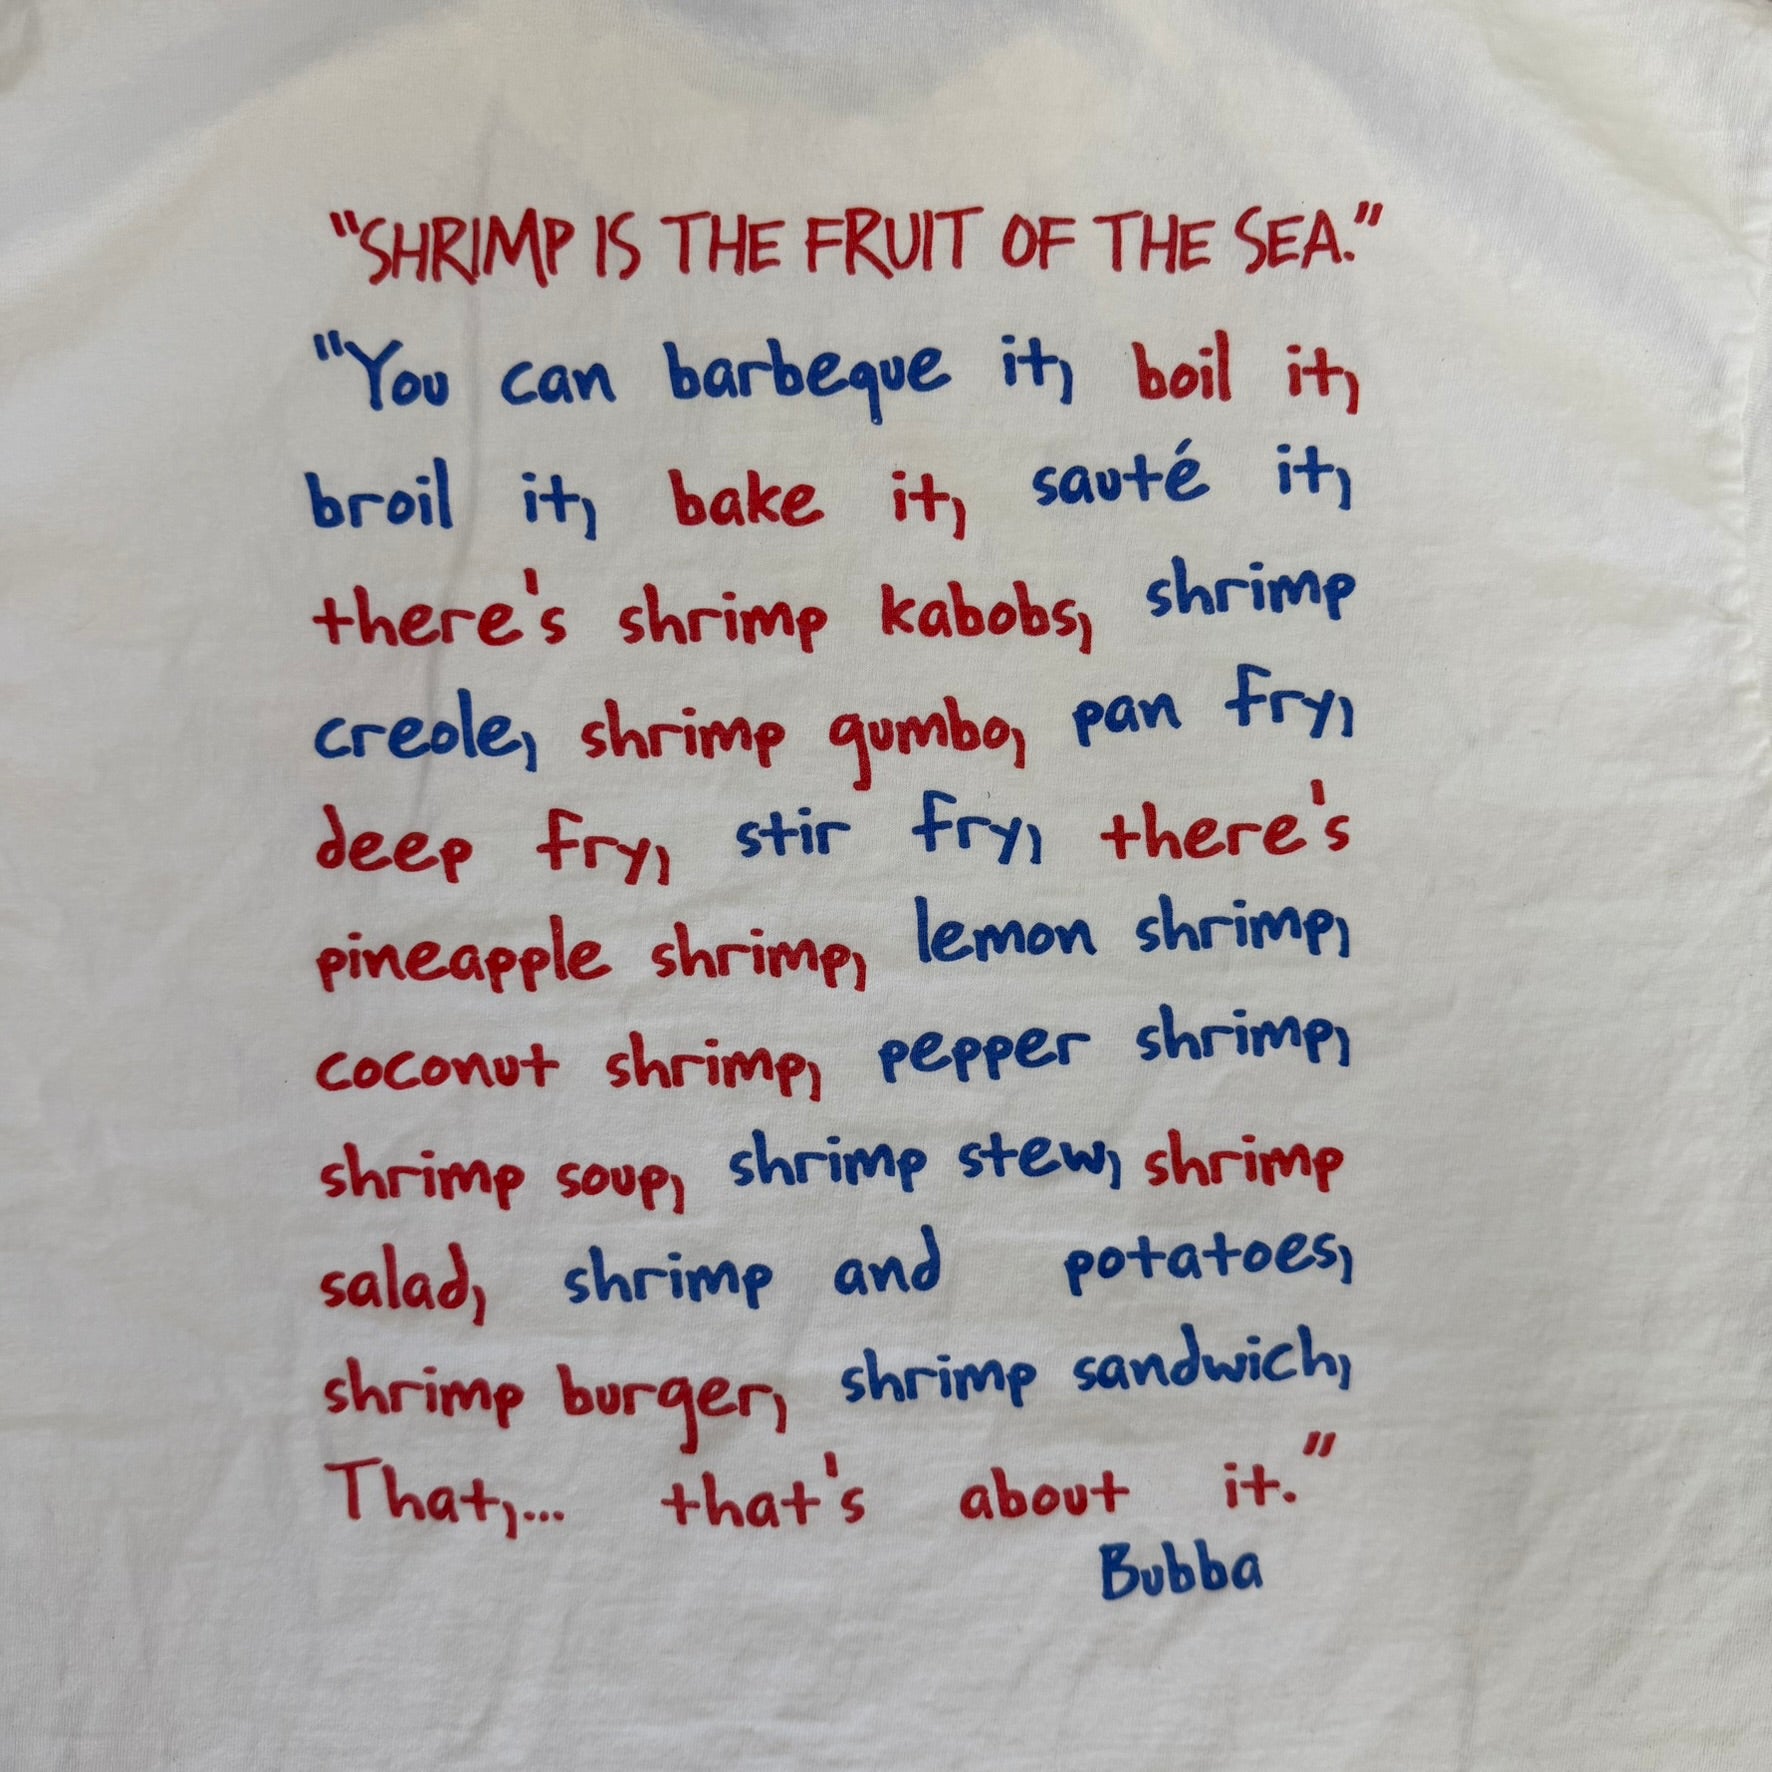 "SHRIMP IS THE FRUIT OF THE SEA."
"You can barbeque it, boil it,
broil it, bake it, sauté it,
there's shrimp kabobs, shrimp
creole, shrimp gumbo, pan fry,
deep fry, stir fry, there's
pineapple shrimp, lemon shrimp,
coconut shrimp, pepper shrimp,
shrimp soup, shrimp stew, shrimp
salad, shrimp and potatoes,
shrimp burger, shrimp sandwich,
That,... that's about it."
Bubba